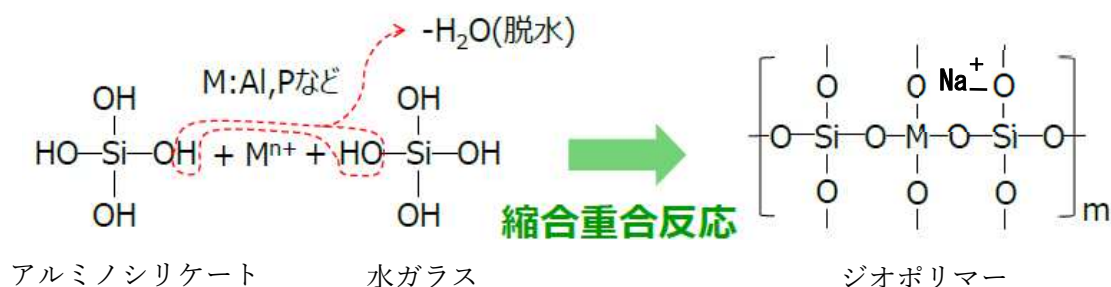 -H₂O(脱水)
M:Al,Pなど
OH
HO-Si-OH
OH
+ Mⁿ⁺ +
OH
HO-Si-OH
OH
縮合重合反応
O O Na⁺ ⁻O
-O-Si-O-M-O-Si-O-
O O O
m
アルミノシリケート
水ガラス
ジオポリマー